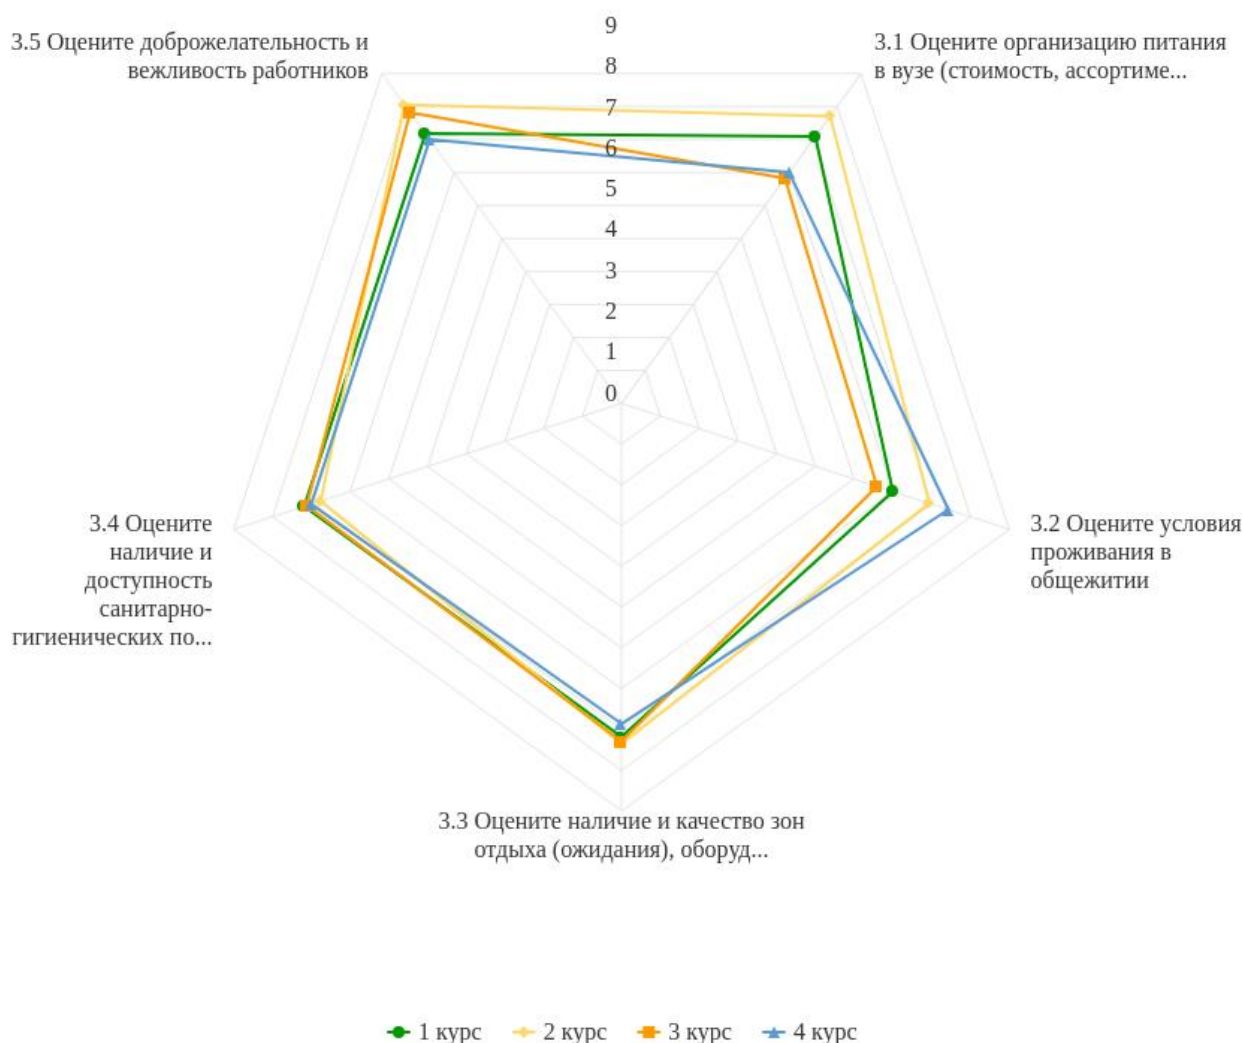 9
3.5 Оцените доброжелательность и
вежливость работников
3.1 Оцените организацию питания
в вузе (стоимость, ассортиме...
8
7
6
5
4
3
2
1
0
3.4 Оцените
наличие и
доступность
санитарно-
гигиенических по...
3.2 Оцените условия
проживания в
общежитии
3.3 Оцените наличие и качество зон
отдыха (ожидания), оборуд...
1 курс 2 курс 3 курс 4 курс